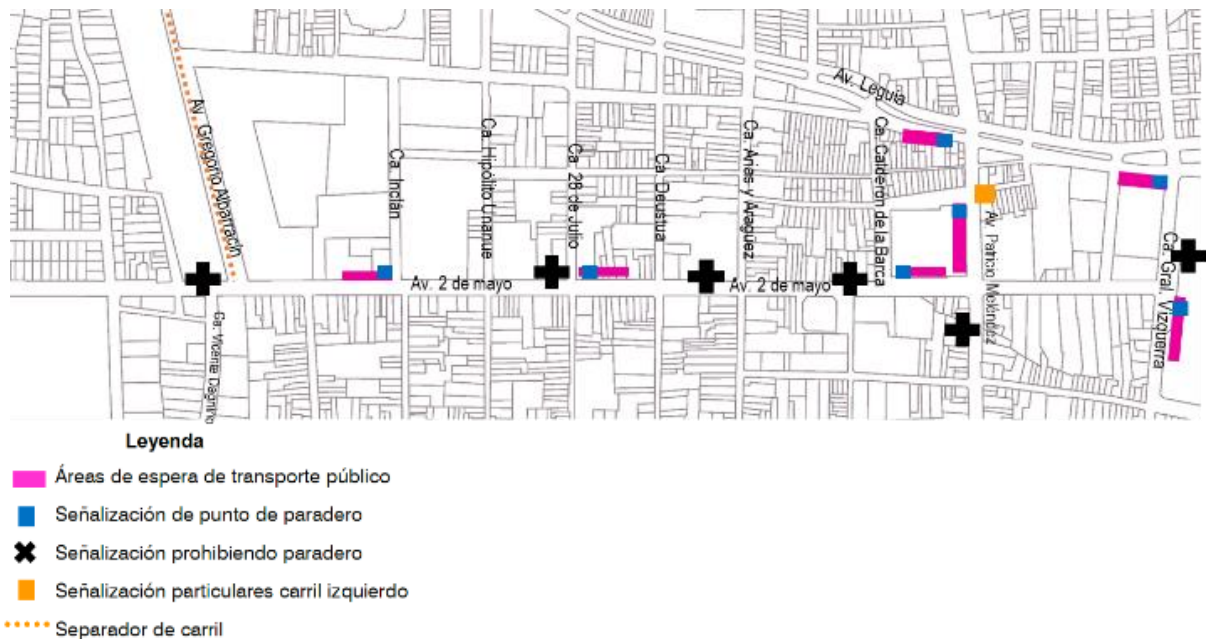 Av. Leguia
Av. Gregorio Albarracín
Ca. Inclán
Ca. Hipólito Unanue
Ca. 28 de Julio
Ca. Deustua
Ca. Arias y Araguez
Ca. Calderon de la Barca
Av. Patricio Meléndez
Ca. Gral. Vizquerra
Av. 2 de mayo
Av. 2 de mayo
Ca. Vicente Dagnino
Leyenda
Áreas de espera de transporte público
Señalización de punto de paradero
Señalización prohibiendo paradero
Señalización particulares carril izquierdo
Separador de carril